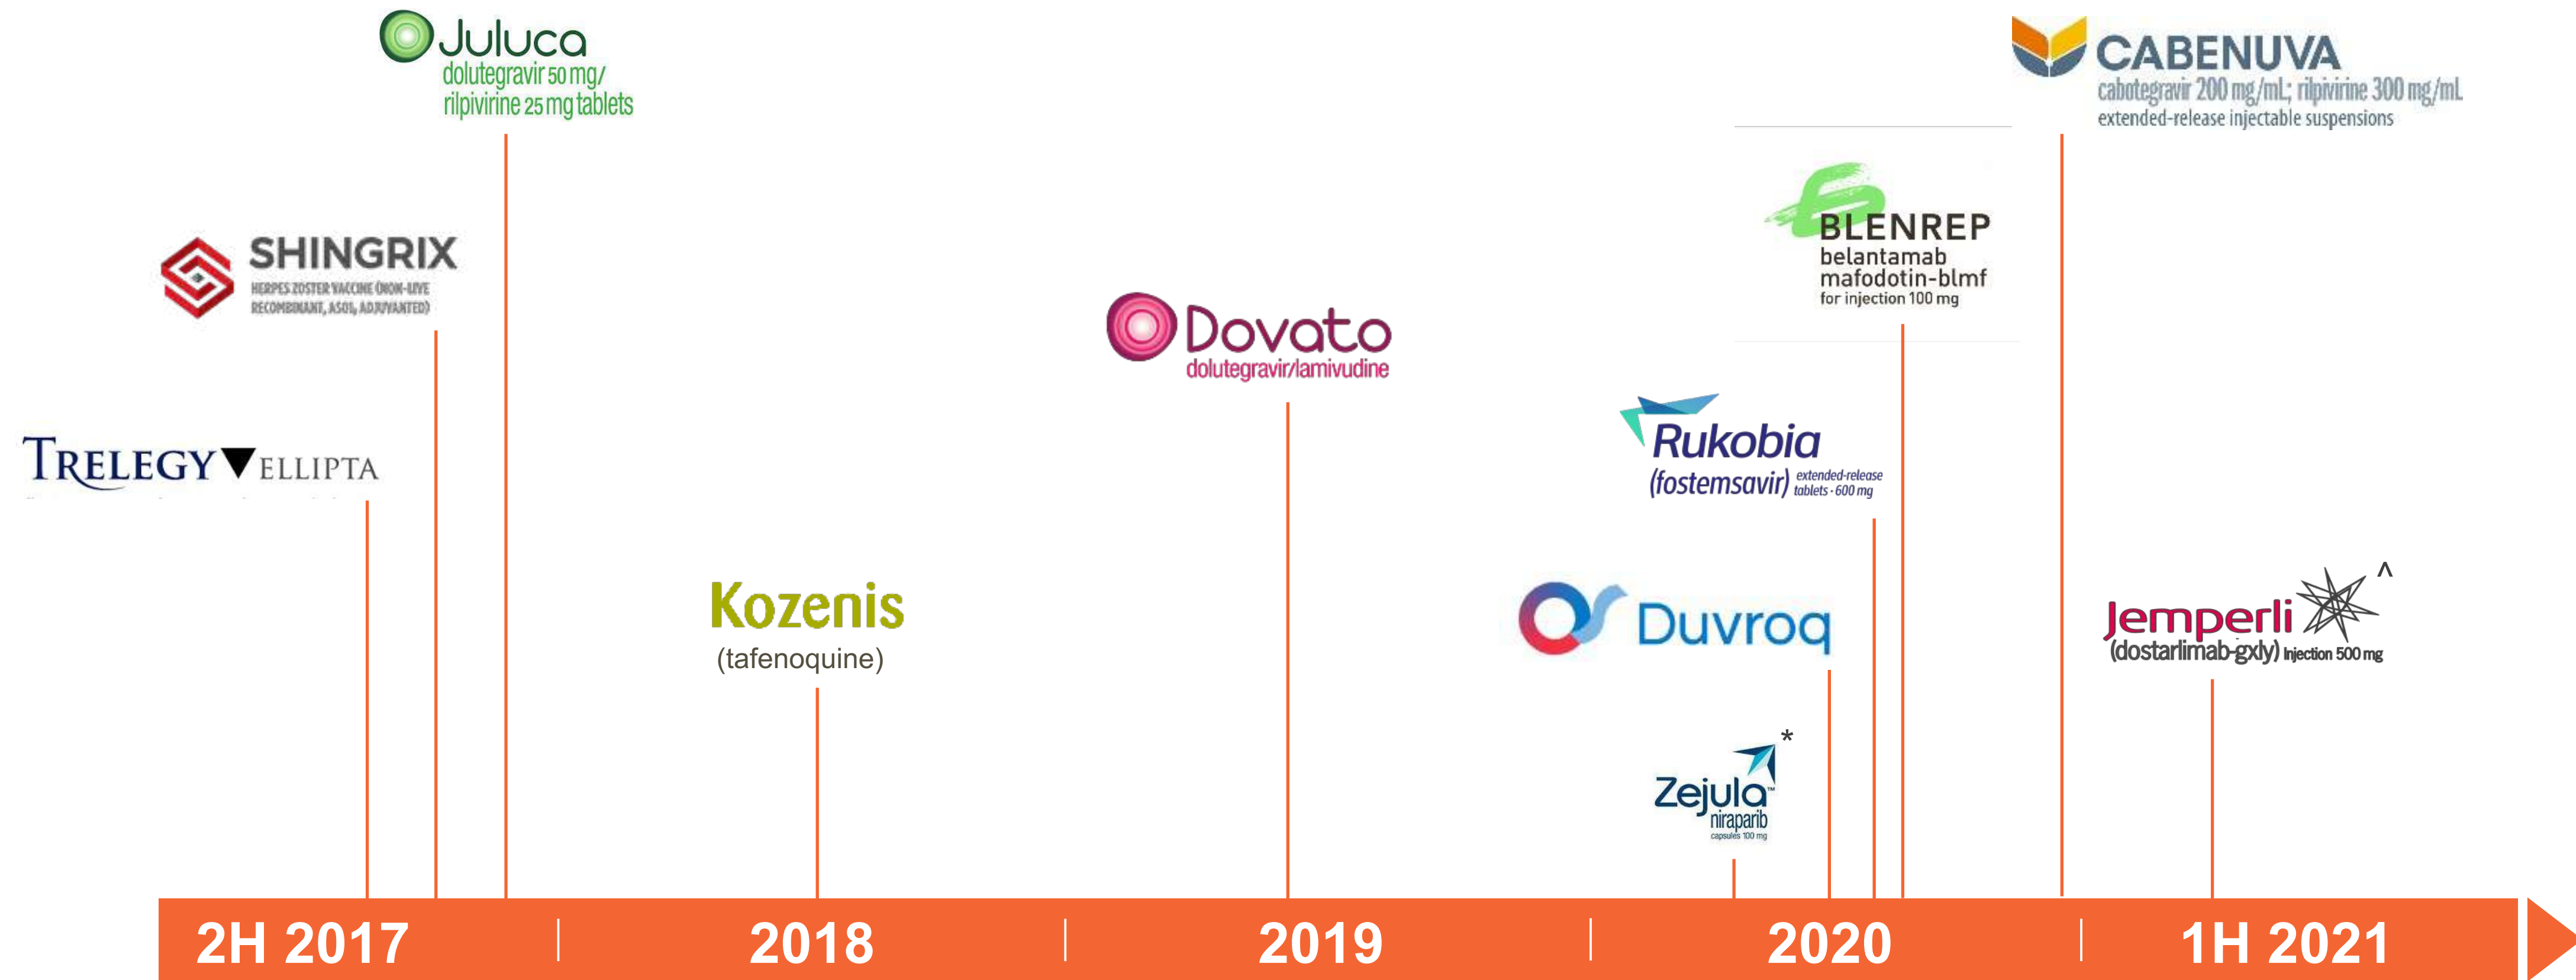 Juluca
dolutegravir 50 mg/
rilpivirine 25 mg tablets
CABENUVA
cabotegravir 200 mg/mL; rilpivirine 300 mg/mL
extended-release injectable suspensions
BLENREP
belantamab
mafodotin-blmf
for injection 100 mg
SHINGRIX
HERPES ZOSTER VACCINE (NON-LIVE
RECOMBINANT, AS01B, ADJUVANTED)
Dovato
dolutegravir/lamivudine
TRELEGY ELLIPTA
Rukobia
(fostemsavir) extended-release
tablets · 600 mg
Kozenis
(tafenoquine)
Duvroq
Jemperli ^
(dostarlimab-gxly) Injection 500 mg
Zejula™ *
niraparib
capsules 100 mg
2H 2017 2018 2019 2020 1H 2021